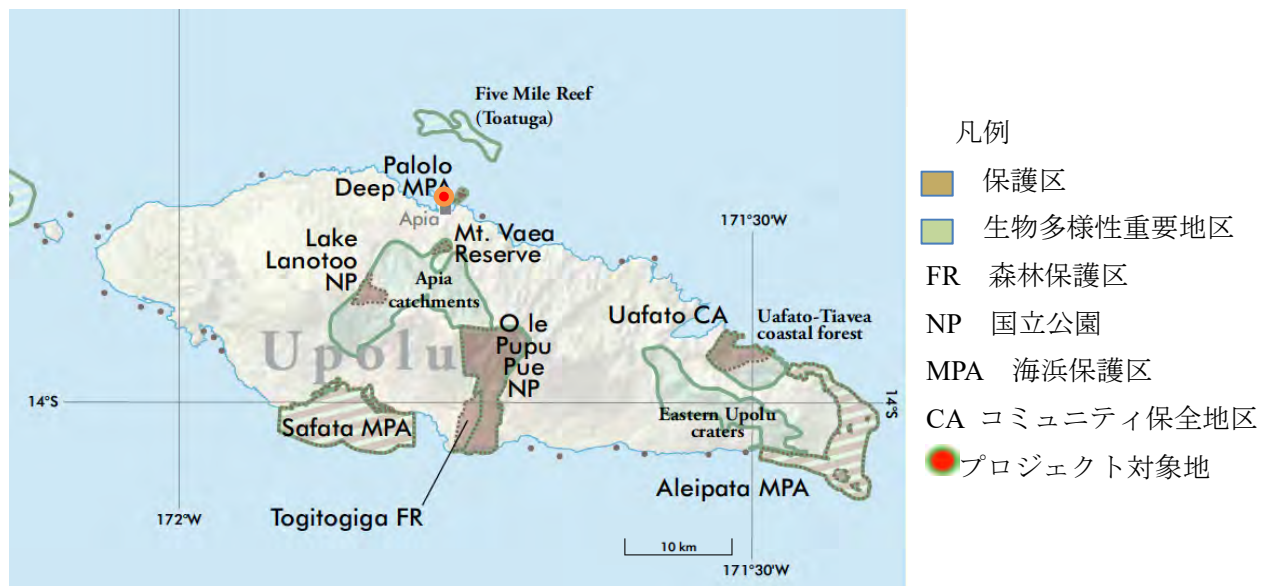 Five Mile Reef
(Toatuga)
Palolo
Deep MPA
Apia
171°30'W
Mt. Vaea
Reserve
Lake
Lanotoo
NP
Apia
catchments
Uafato CA
Uafato-Tiavea
coastal forest
O le
Pupu
Pue
NP
Upolu
14°S
14°S
Safata MPA
Eastern Upolu
craters
Aleipata MPA
Togitogiga FR
172°W
10 km
171°30'W
凡例
保護区
生物多様性重要地区
FR 森林保護区
NP 国立公園
MPA 海浜保護区
CA コミュニティ保全地区
プロジェクト対象地